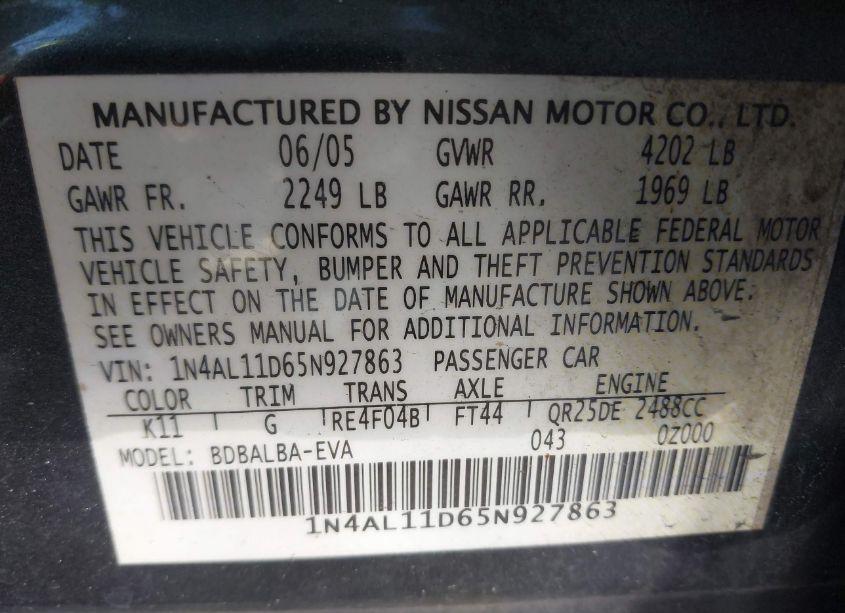 MANUFACTURED BY NISSAN MOTOR CO., LTD.
DATE 06/05 GVWR 4202 LB
GAWR FR. 2249 LB GAWR RR. 1969 LB
THIS VEHICLE CONFORMS TO ALL APPLICABLE FEDERAL MOTOR
VEHICLE SAFETY, BUMPER AND THEFT PREVENTION STANDARDS
IN EFFECT ON THE DATE OF MANUFACTURE SHOWN ABOVE.
SEE OWNERS MANUAL FOR ADDITIONAL INFORMATION.
VIN: 1N4AL11D65N927863 PASSENGER CAR
COLOR TRIM TRANS AXLE ENGINE
K11 G RE4F04B FT44 QR25DE 2488CC
MODEL: BDBALBA-EVA 043 0Z000
1N4AL11D65N927863